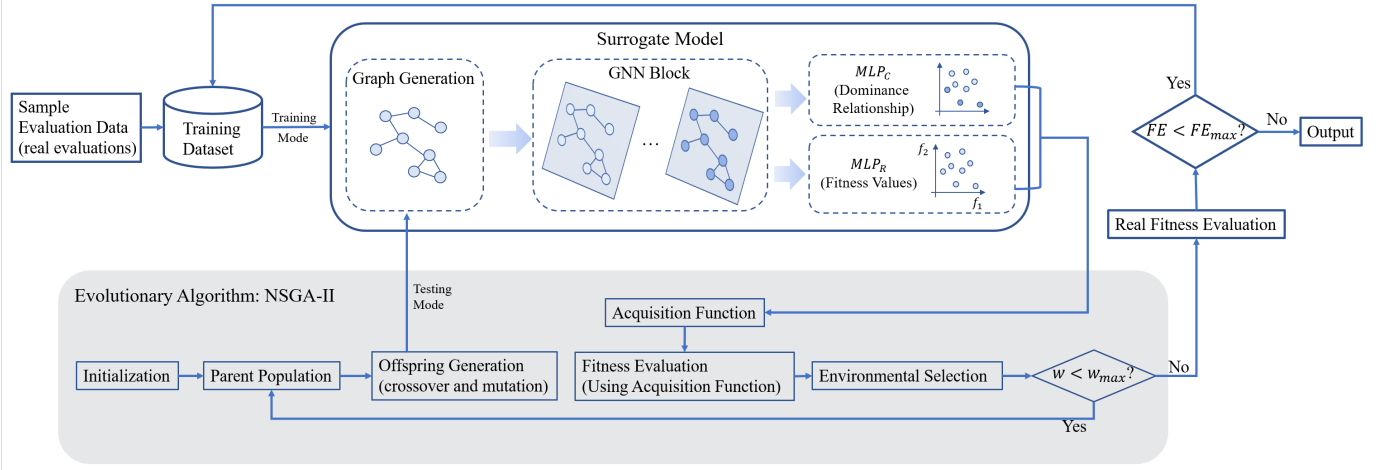 Surrogate Model
Sample
Evaluation Data
(real evaluations)
Training
Dataset
Training
Mode
Graph Generation
GNN Block
...
MLP_C
(Dominance
Relationship)
MLP_R
(Fitness Values)
f_2
f_1
Yes
FE < FE_max?
No
Output
Real Fitness Evaluation
Evolutionary Algorithm: NSGA-II
Testing
Mode
Acquisition Function
Initialization
Parent Population
Offspring Generation
(crossover and mutation)
Fitness Evaluation
(Using Acquisition Function)
Environmental Selection
w < w_max?
No
Yes